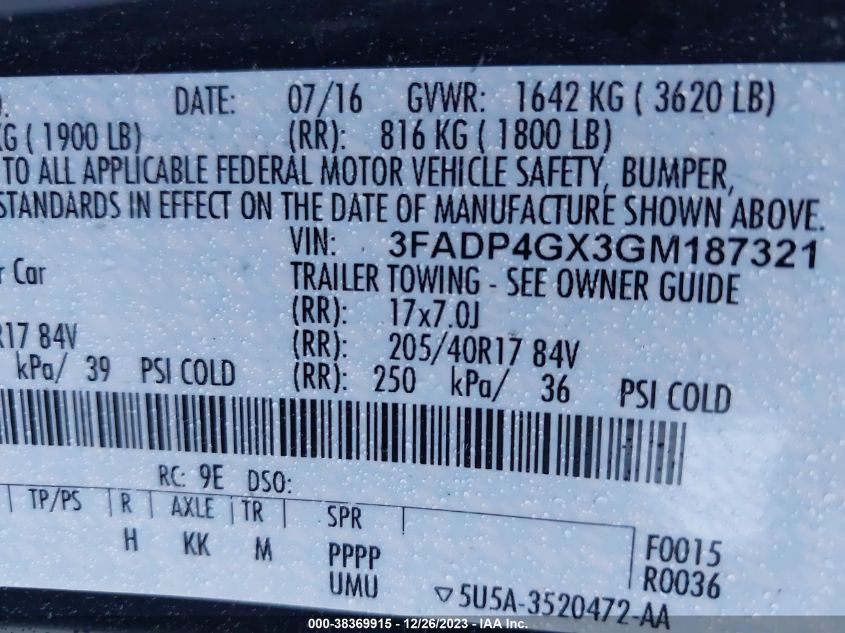 DATE: 07/16 GVWR: 1642 KG ( 3620 LB)
KG ( 1900 LB) (RR): 816 KG ( 1800 LB)
TO ALL APPLICABLE FEDERAL MOTOR VEHICLE SAFETY, BUMPER,
STANDARDS IN EFFECT ON THE DATE OF MANUFACTURE SHOWN ABOVE.
VIN: 3FADP4GX3GM187321
r Car TRAILER TOWING - SEE OWNER GUIDE
(RR): 17x7.0J
R17 84V (RR): 205/40R17 84V
kPa/ 39 PSI COLD (RR): 250 kPa/ 36 PSI COLD
RC: 9E DSO:
TP/PS R AXLE TR SPR
H KK M PPPP F0015
UMU R0036
▽5U5A-3520472-AA
000-38369915 - 12/26/2023 - IAA Inc.